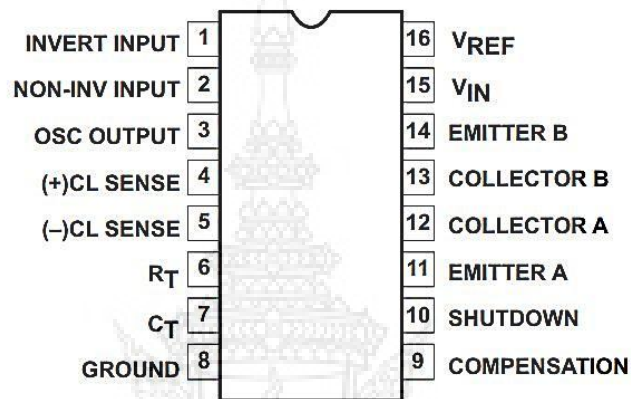 INVERT INPUT 1
NON-INV INPUT 2
OSC OUTPUT 3
(+)CL SENSE 4
(–)CL SENSE 5
RT 6
CT 7
GROUND 8
16 VREF
15 VIN
14 EMITTER B
13 COLLECTOR B
12 COLLECTOR A
11 EMITTER A
10 SHUTDOWN
9 COMPENSATION